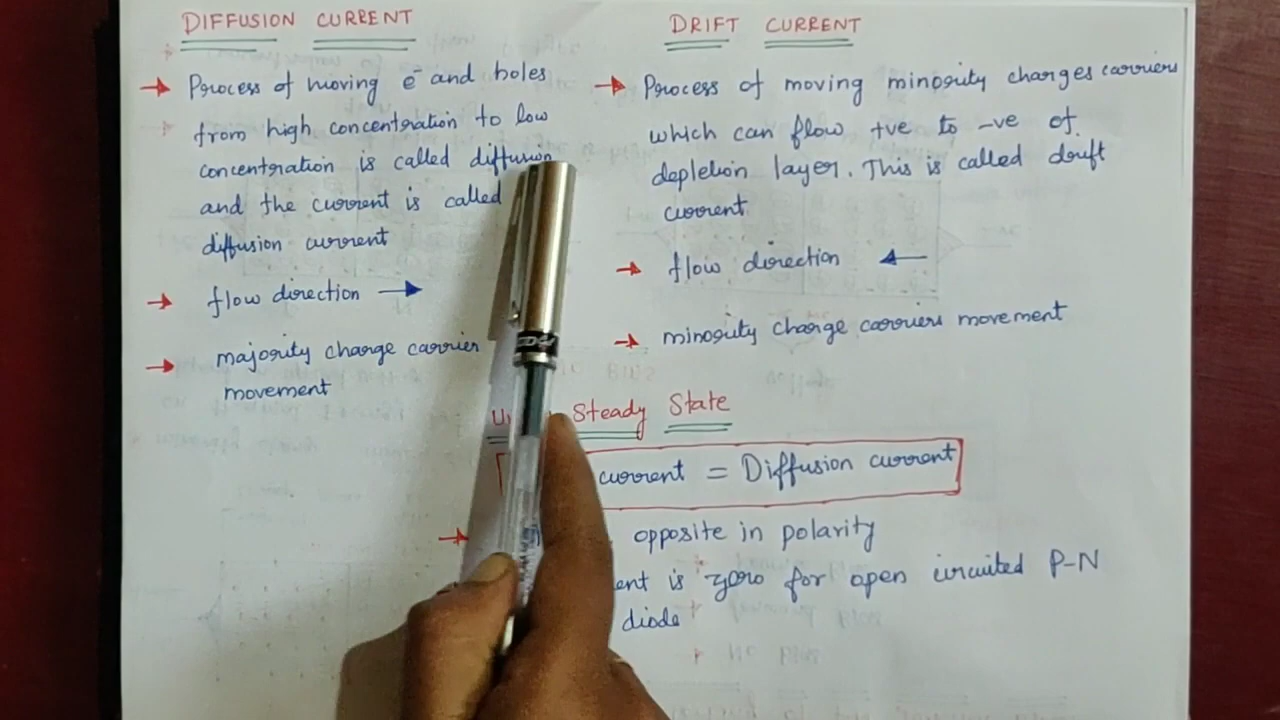 DIFFUSION CURRENT
→ Process of moving e⁻ and holes
from high concentration to low
concentration is called diffusion
and the current is called
diffusion current
→ flow direction →
→ majority charge carrier
movement
DRIFT CURRENT
→ Process of moving minority charges carriers
which can flow +ve to -ve of
depletion layer. This is called drift
current
→ flow direction ←
→ minority charge carriers movement
Steady State
current = Diffusion current
→ opposite in polarity
is zero for open circuited P-N
diode